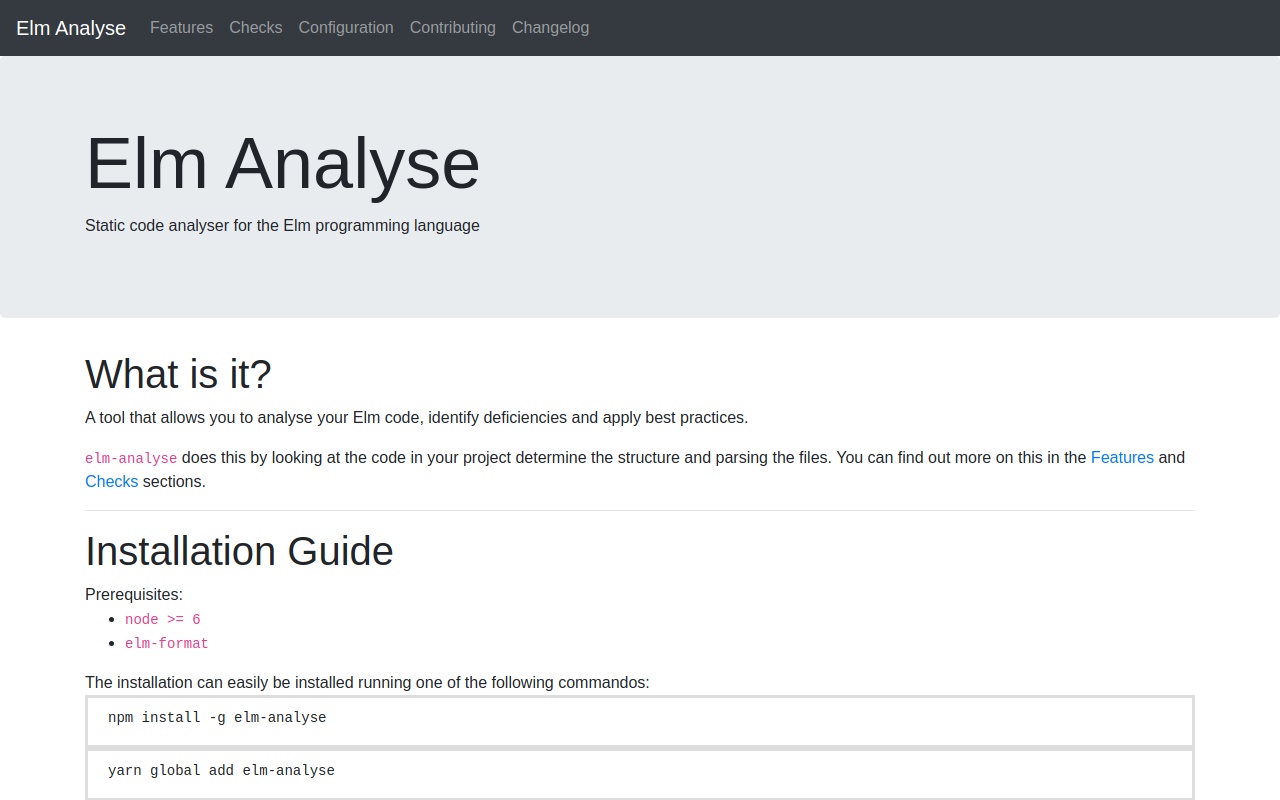 Elm Analyse Features Checks Configuration Contributing Changelog
Elm Analyse
Static code analyser for the Elm programming language
What is it?
A tool that allows you to analyse your Elm code, identify deficiencies and apply best practices.
elm-analyse does this by looking at the code in your project determine the structure and parsing the files. You can find out more on this in the Features and
Checks sections.
Installation Guide
Prerequisites:
node >= 6
elm-format
The installation can easily be installed running one of the following commandos:
npm install -g elm-analyse
yarn global add elm-analyse